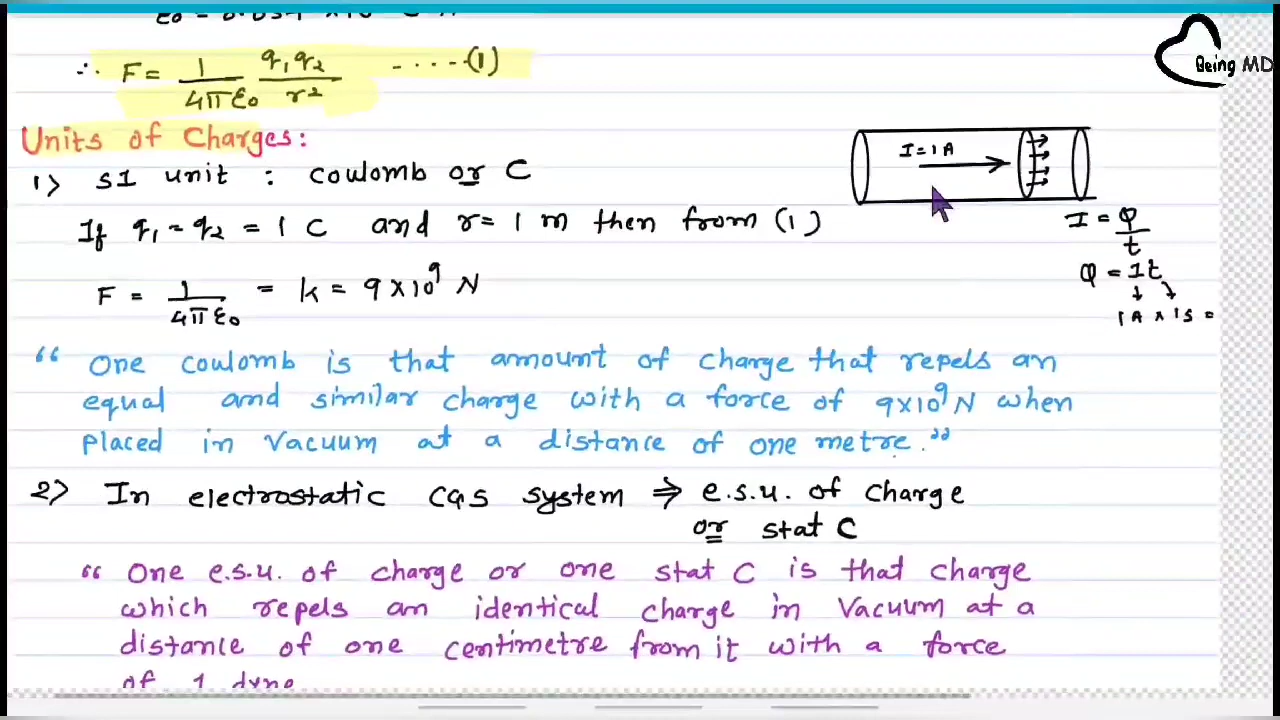 ∴ F = 1/4πε₀ q₁q₂/r² -····(1)
Being MD
Units of Charges:
1) SI unit : coulomb or C
If q₁ = q₂ = 1 C and r = 1 m then from (1)
F = 1/4πε₀ = k = 9×10⁹ N
I=1A
I = Q/t
Q = It
1A × 1S =
“ One coulomb is that amount of charge that repels an
equal and similar charge with a force of 9×10⁹N when
placed in vacuum at a distance of one metre.”
2) In electrostatic CGS system ⇒ e.s.u. of charge
or stat C
“ One e.s.u. of charge or one stat C is that charge
which repels an identical charge in vacuum at a
distance of one centimetre from it with a force
of 1 dyne